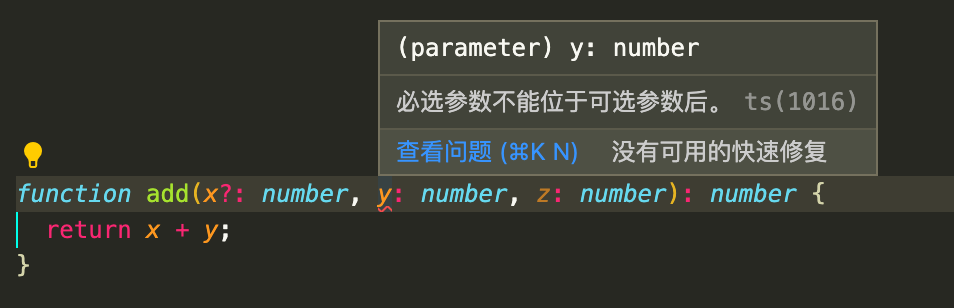 (parameter) y: number
必选参数不能位于可选参数后。 ts(1016)
查看问题 (⌘K N) 没有可用的快速修复
function add(x?: number, y: number, z: number): number {
return x + y;
}